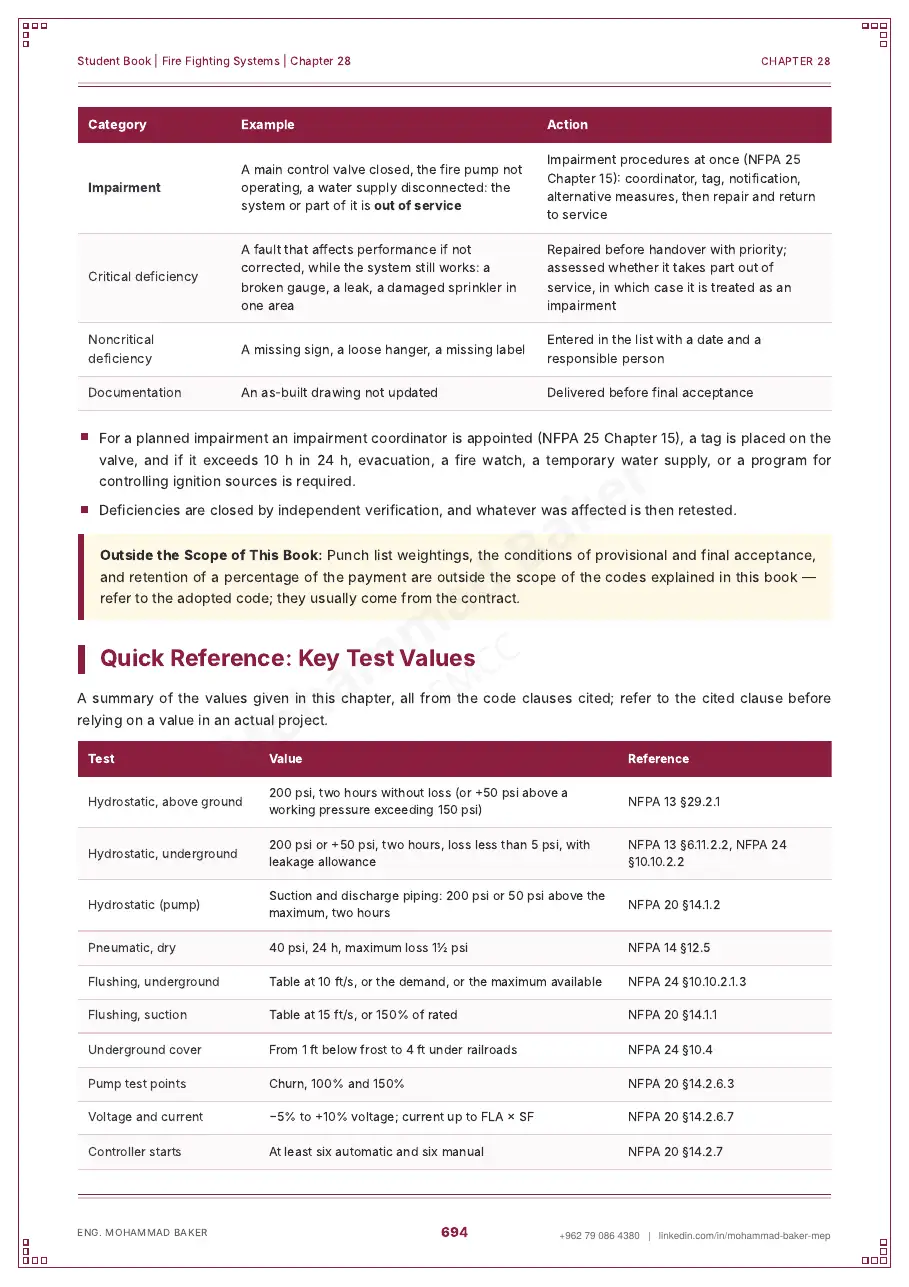 Student Book | Fire Fighting Systems | Chapter 28
CHAPTER 28
Category Example Action
Impairment
A main control valve closed, the fire pump not
operating, a water supply disconnected: the
system or part of it is out of service
Impairment procedures at once (NFPA 25
Chapter 15): coordinator, tag, notification,
alternative measures, then repair and return
to service
Critical deficiency
A fault that affects performance if not
corrected, while the system still works: a
broken gauge, a leak, a damaged sprinkler in
one area
Repaired before handover with priority;
assessed whether it takes part out of
service, in which case it is treated as an
impairment
Noncritical
deficiency
A missing sign, a loose hanger, a missing label
Entered in the list with a date and a
responsible person
Documentation An as-built drawing not updated Delivered before final acceptance
For a planned impairment an impairment coordinator is appointed (NFPA 25 Chapter 15), a tag is placed on the
valve, and if it exceeds 10 h in 24 h, evacuation, a fire watch, a temporary water supply, or a program for
controlling ignition sources is required.
Deficiencies are closed by independent verification, and whatever was affected is then retested.
Outside the Scope of This Book: Punch list weightings, the conditions of provisional and final acceptance,
and retention of a percentage of the payment are outside the scope of the codes explained in this book —
refer to the adopted code; they usually come from the contract.
Quick Reference: Key Test Values
A summary of the values given in this chapter, all from the code clauses cited; refer to the cited clause before
relying on a value in an actual project.
Test Value Reference
Hydrostatic, above ground
200 psi, two hours without loss (or +50 psi above a
working pressure exceeding 150 psi)
NFPA 13 §29.2.1
Hydrostatic, underground
200 psi or +50 psi, two hours, loss less than 5 psi, with
leakage allowance
NFPA 13 §6.11.2.2, NFPA 24
§10.10.2.2
Hydrostatic (pump)
Suction and discharge piping: 200 psi or 50 psi above the
maximum, two hours
NFPA 20 §14.1.2
Pneumatic, dry 40 psi, 24 h, maximum loss 1½ psi NFPA 14 §12.5
Flushing, underground Table at 10 ft/s, or the demand, or the maximum available NFPA 24 §10.10.2.1.3
Flushing, suction Table at 15 ft/s, or 150% of rated NFPA 20 §14.1.1
Underground cover From 1 ft below frost to 4 ft under railroads NFPA 24 §10.4
Pump test points Churn, 100% and 150% NFPA 20 §14.2.6.3
Voltage and current −5% to +10% voltage; current up to FLA × SF NFPA 20 §14.2.6.7
Controller starts At least six automatic and six manual NFPA 20 §14.2.7
ENG. MOHAMMAD BAKER
694
+962 79 086 4380 | linkedin.com/in/mohammad-baker-mep